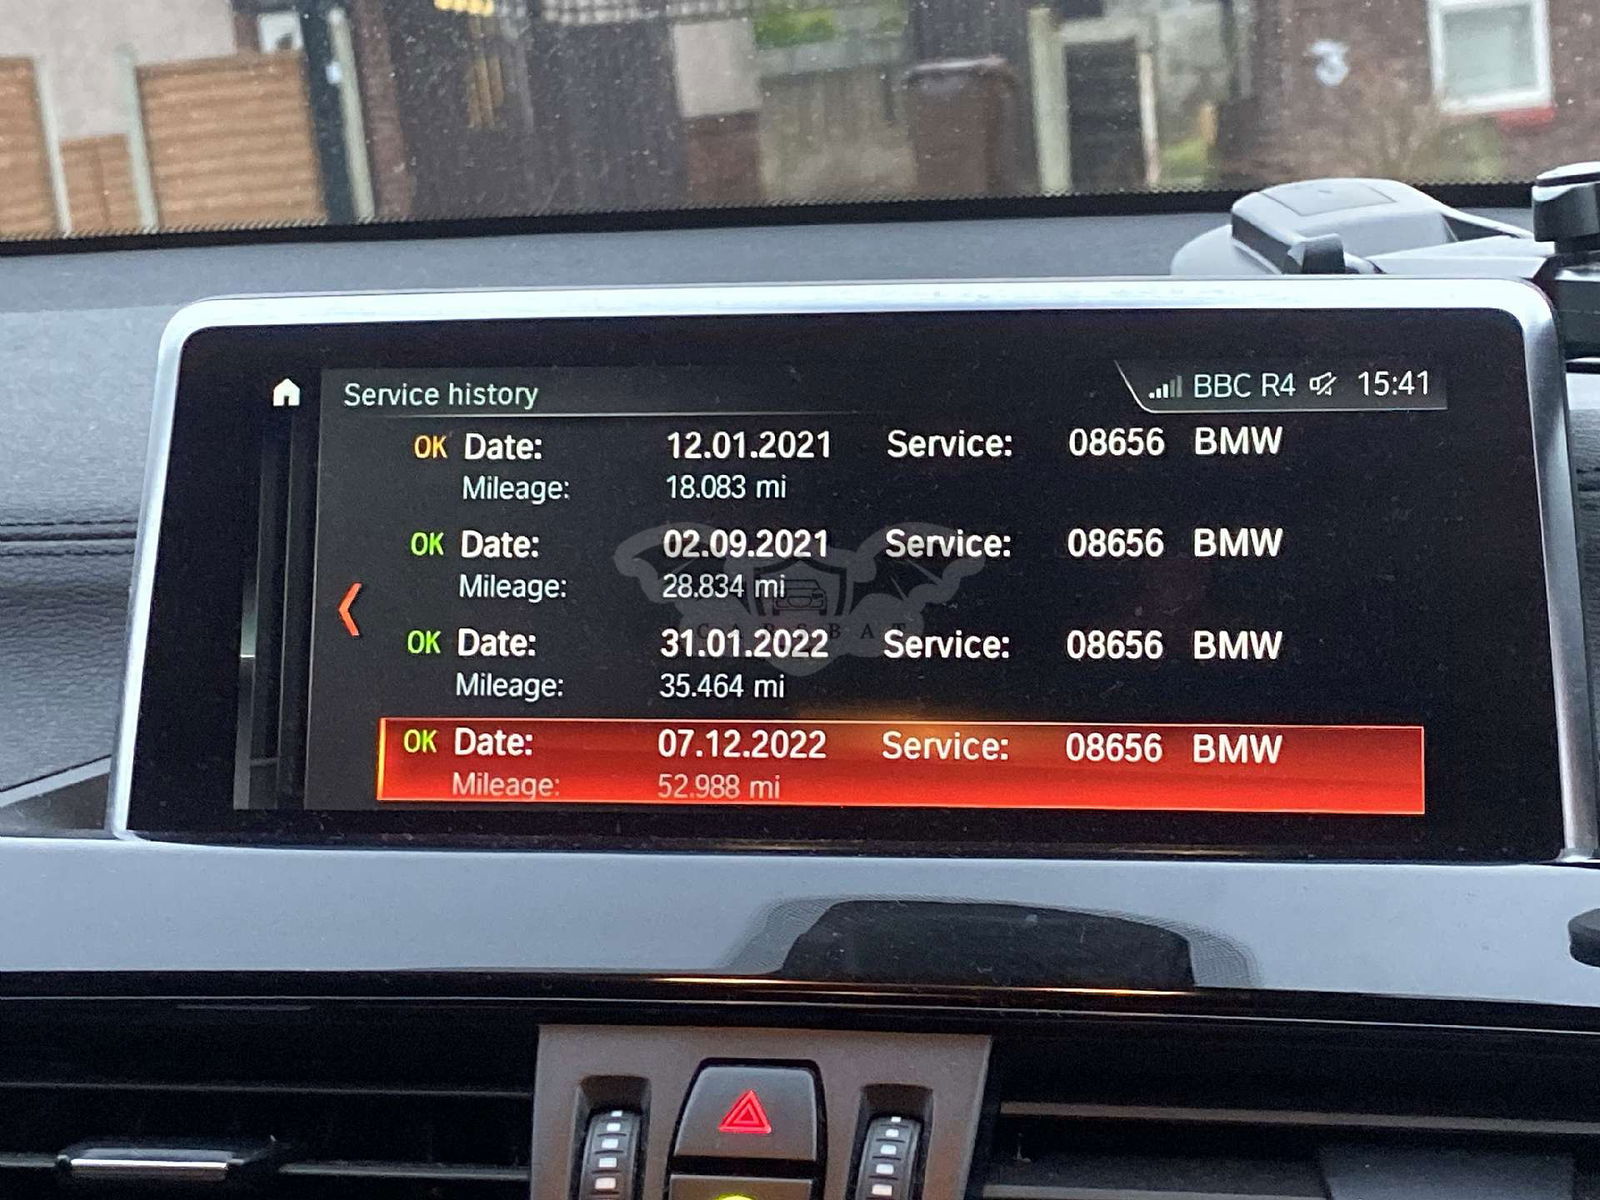 Service history BBC R4 15:41
OK Date: 12.01.2021 Service: 08656 BMW
Mileage: 18.083 mi
OK Date: 02.09.2021 Service: 08656 BMW
Mileage: 28.834 mi
CARSBAT
OK Date: 31.01.2022 Service: 08656 BMW
Mileage: 35.464 mi
OK Date: 07.12.2022 Service: 08656 BMW
Mileage: 52.988 mi
3